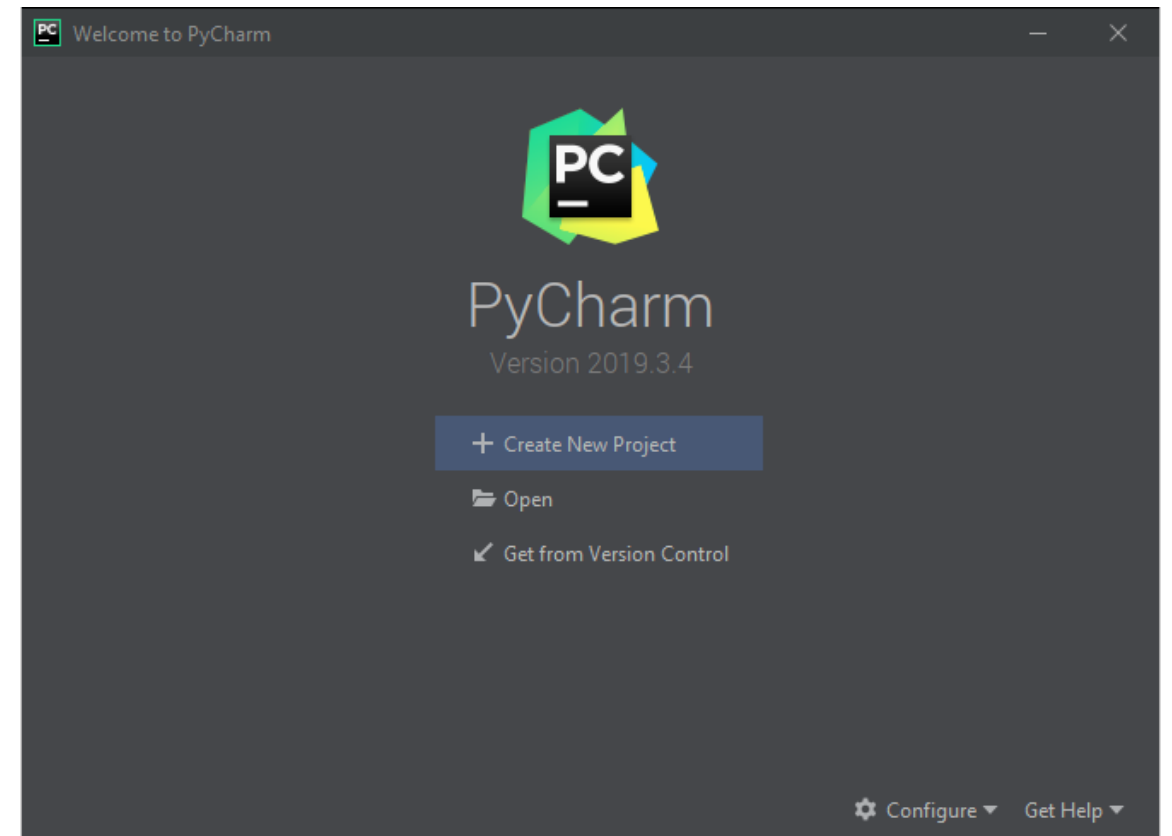 PC Welcome to PyCharm
PC
PyCharm
Version 2019.3.4
Create New Project
Open
Get from Version Control
Configure Get Help